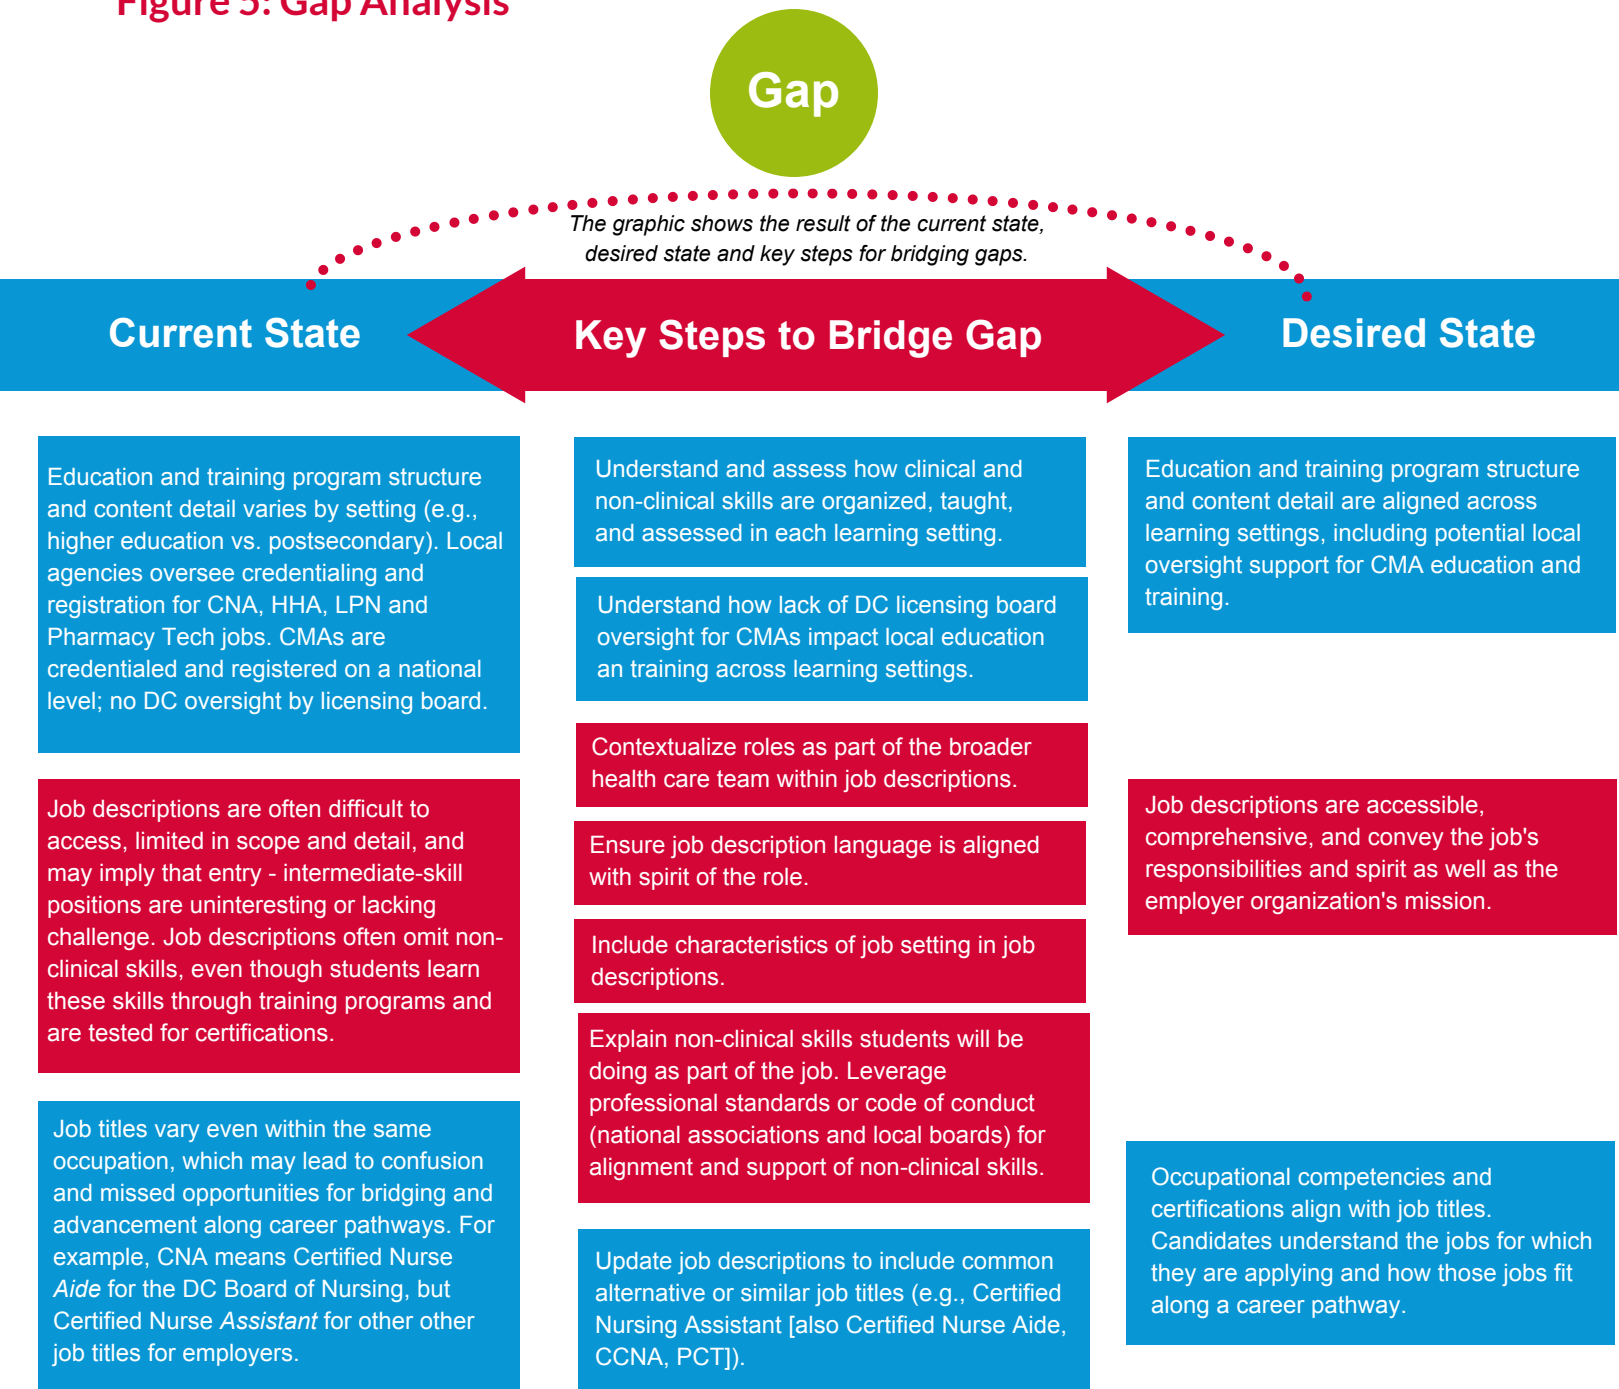 Figure 5: Gap Analysis
Gap
The graphic shows the result of the current state,
desired state and key steps for bridging gaps.
Current State
Key Steps to Bridge Gap
Desired State
Education and training program structure
and content detail varies by setting (e.g.,
higher education vs. postsecondary). Local
agencies oversee credentialing and
registration for CNA, HHA, LPN and
Pharmacy Tech jobs. CMAs are
credentialed and registered on a national
level; no DC oversight by licensing board.
Job descriptions are often difficult to
access, limited in scope and detail, and
may imply that entry - intermediate-skill
positions are uninteresting or lacking
challenge. Job descriptions often omit non-
clinical skills, even though students learn
these skills through training programs and
are tested for certifications.
Job titles vary even within the same
occupation, which may lead to confusion
and missed opportunities for bridging and
advancement along career pathways. For
example, CNA means Certified Nurse
Aide for the DC Board of Nursing, but
Certified Nurse Assistant for other other
job titles for employers.
Understand and assess how clinical and
non-clinical skills are organized, taught,
and assessed in each learning setting.
Understand how lack of DC licensing board
oversight for CMAs impact local education
an training across learning settings.
Contextualize roles as part of the broader
health care team within job descriptions.
Ensure job description language is aligned
with spirit of the role.
Include characteristics of job setting in job
descriptions.
Explain non-clinical skills students will be
doing as part of the job. Leverage
professional standards or code of conduct
(national associations and local boards) for
alignment and support of non-clinical skills.
Update job descriptions to include common
alternative or similar job titles (e.g., Certified
Nursing Assistant [also Certified Nurse Aide,
CCNA, PCT]).
Education and training program structure
and content detail are aligned across
learning settings, including potential local
oversight support for CMA education and
training.
Job descriptions are accessible,
comprehensive, and convey the job's
responsibilities and spirit as well as the
employer organization's mission.
Occupational competencies and
certifications align with job titles.
Candidates understand the jobs for which
they are applying and how those jobs fit
along a career pathway.